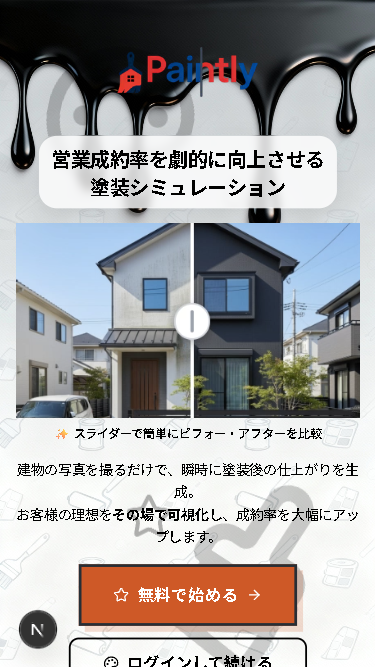 Paintly
営業成約率を劇的に向上させる
塗装シミュレーション
✨ スライダーで簡単にビフォー・アフターを比較
建物の写真を撮るだけで、瞬時に塗装後の仕上がりを生
成。
お客様の理想をその場で可視化し、成約率を大幅にアッ
プします。
無料で始める
N
ログインして続ける